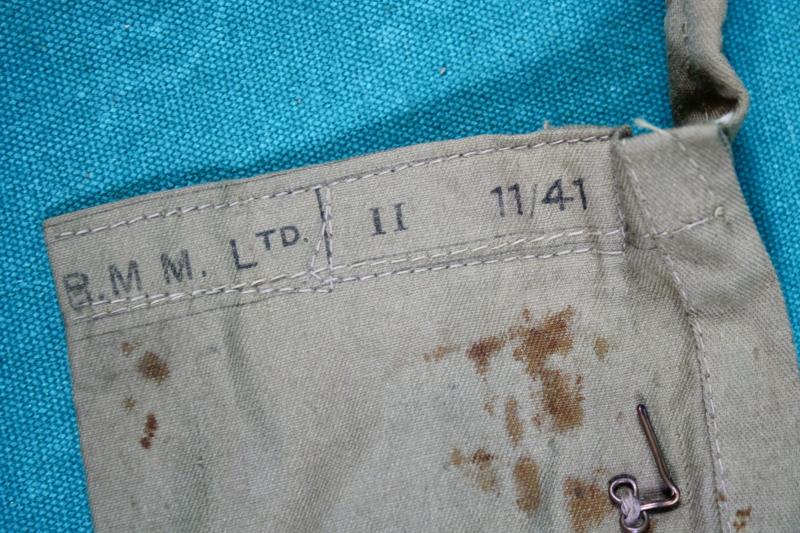 B.M M. LTD. II 11/41